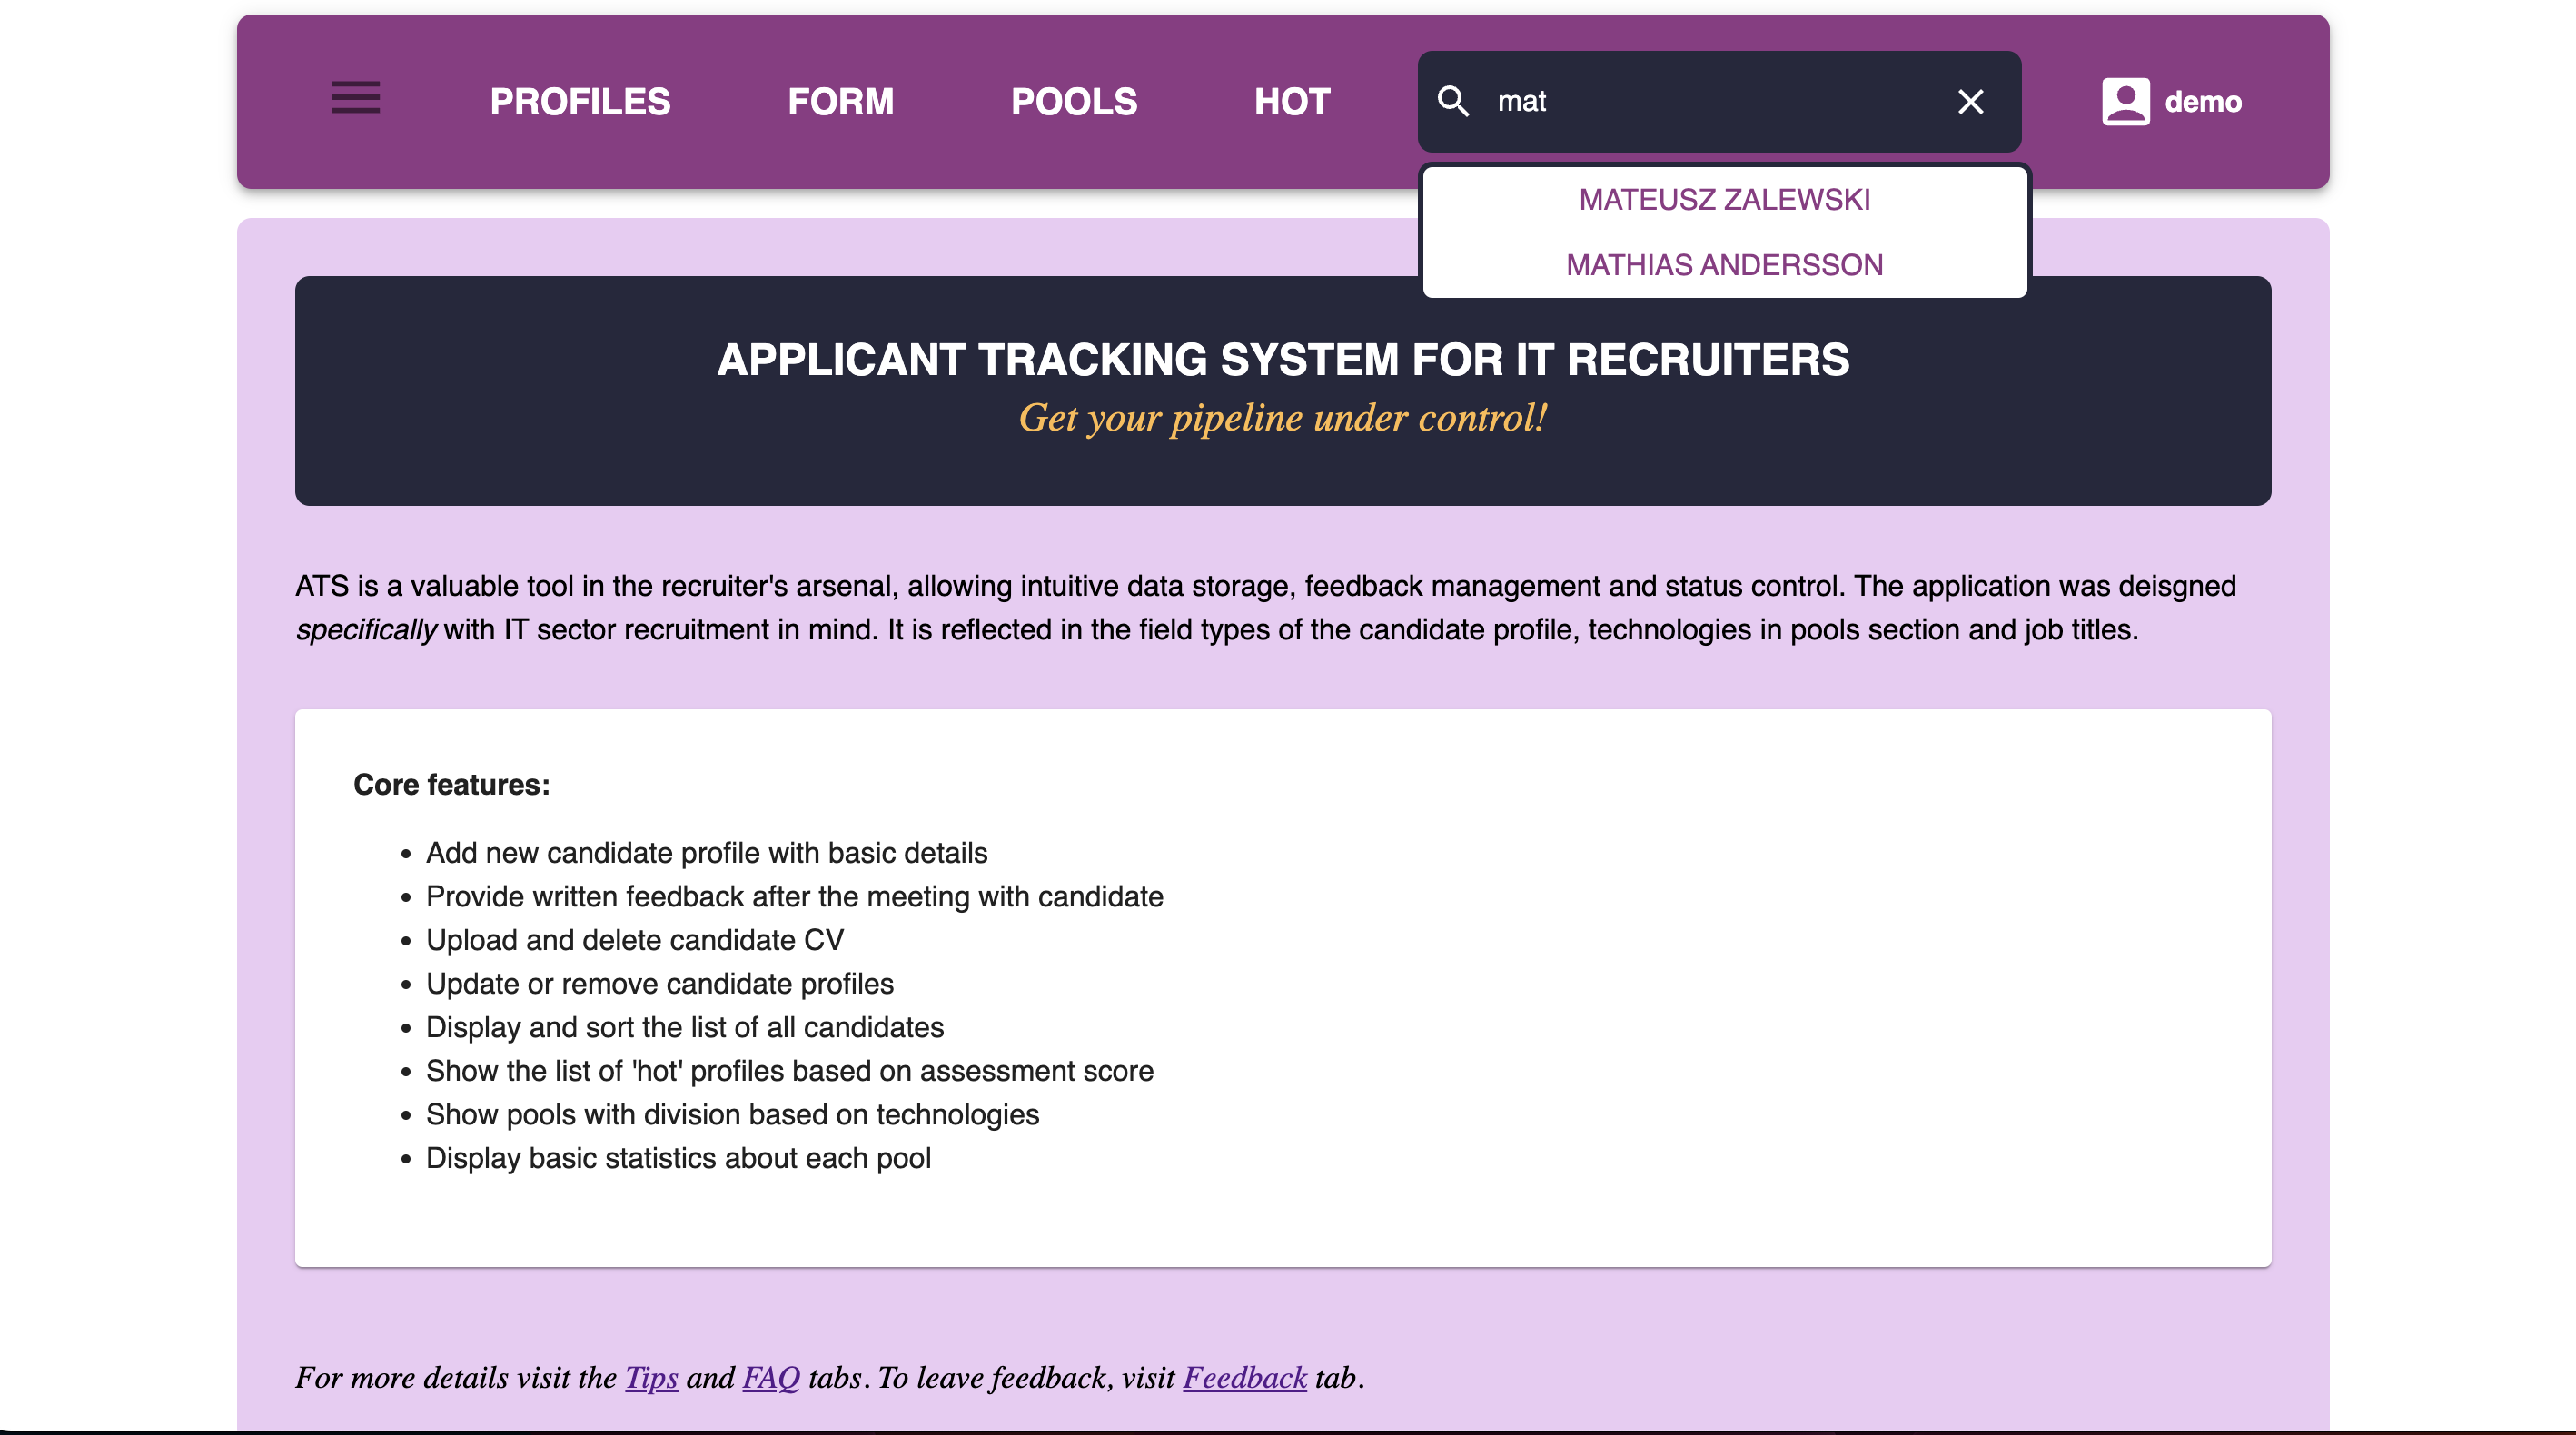 PROFILES FORM POOLS HOT mat demo
MATEUSZ ZALEWSKI
MATHIAS ANDERSSON
APPLICANT TRACKING SYSTEM FOR IT RECRUITERS
Get your pipeline under control!
ATS is a valuable tool in the recruiter's arsenal, allowing intuitive data storage, feedback management and status control. The application was deisgned
specifically with IT sector recruitment in mind. It is reflected in the field types of the candidate profile, technologies in pools section and job titles.
Core features:
• Add new candidate profile with basic details
• Provide written feedback after the meeting with candidate
• Upload and delete candidate CV
• Update or remove candidate profiles
• Display and sort the list of all candidates
• Show the list of 'hot' profiles based on assessment score
• Show pools with division based on technologies
• Display basic statistics about each pool
For more details visit the Tips and FAQ tabs. To leave feedback, visit Feedback tab.